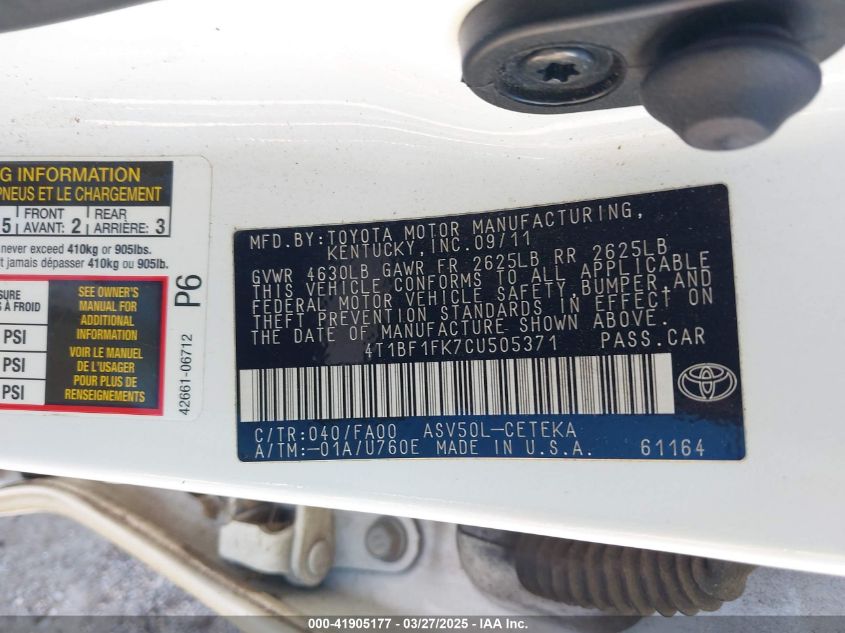 G INFORMATION
PNEUS ET LE CHARGEMENT
5 FRONT AVANT: 2 REAR ARRIÈRE: 3
never exceed 410kg or 905lbs.
t jamais dépasser 410kg ou 905lb.
SURE
S À FROID
PSI
PSI
PSI
SEE OWNER'S
MANUAL FOR
ADDITIONAL
INFORMATION
VOIR LE MANUEL
DE L'USAGER
POUR PLUS DE
RENSEIGNEMENTS
P6
42661-06712
MFD.BY:TOYOTA MOTOR MANUFACTURING,
KENTUCKY,INC.09/11
GVWR 4630LB GAWR FR 2625LB RR 2625LB
THIS VEHICLE CONFORMS TO ALL APPLICABLE
FEDERAL MOTOR VEHICLE SAFETY,BUMPER,AND
THEFT PREVENTION STANDARDS IN EFFECT ON
THE DATE OF MANUFACTURE SHOWN ABOVE.
4T1BF1FK7CU505371 PASS.CAR
C/TR:040/FA00 ASV50L-CETEKA
A/TM:-01A/U760E MADE IN U.S.A. 61164
000-41905177 — 03/27/2025 — IAA Inc.